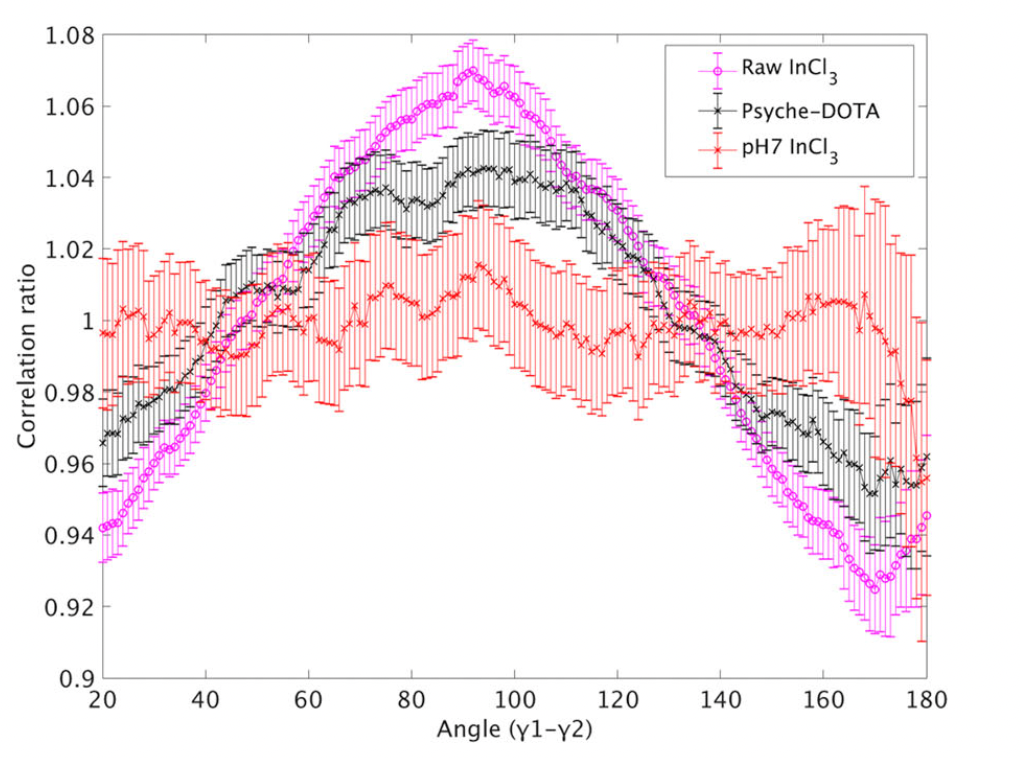 1.08
1.06
1.04
1.02
1
0.98
0.96
0.94
0.92
0.9
Correlation ratio
20 40 60 80 100 120 140 160 180
Angle (γ1-γ2)
Raw InCl3
Psyche-DOTA
pH7 InCl3